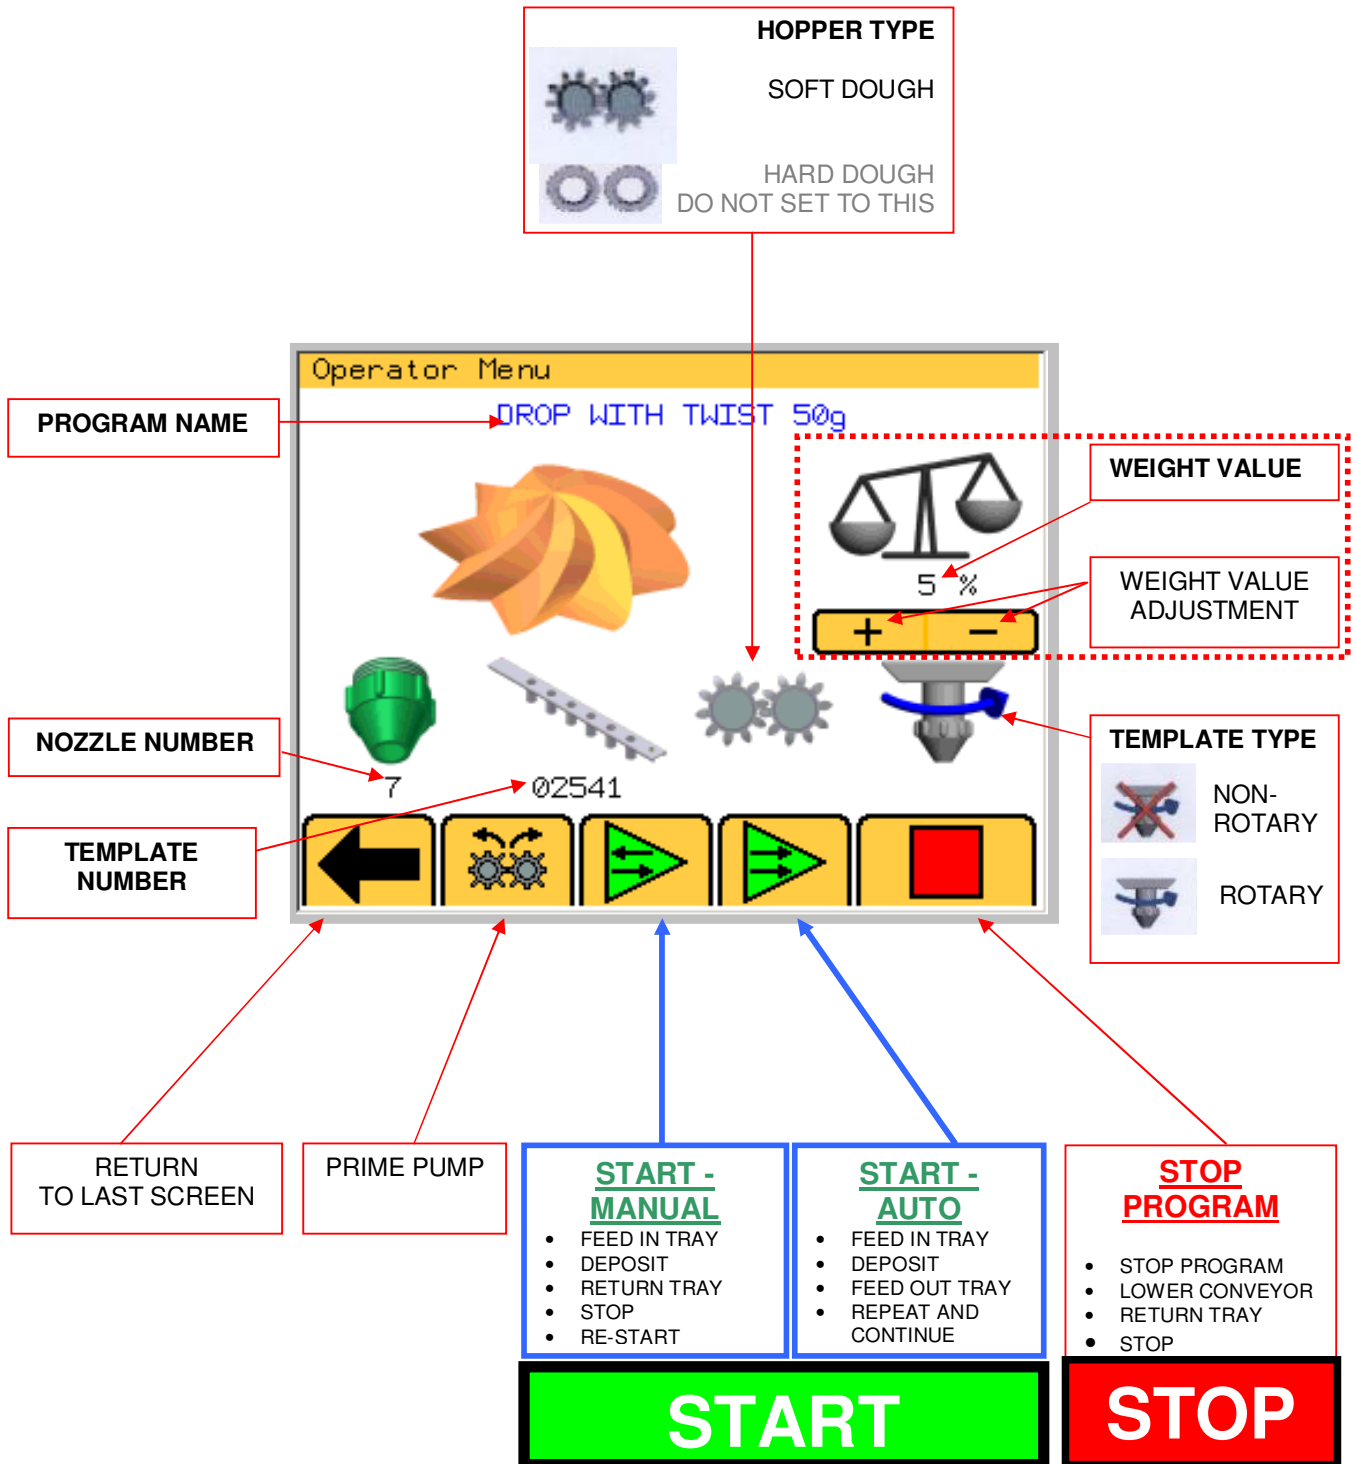 HOPPER TYPE
SOFT DOUGH
HARD DOUGH
DO NOT SET TO THIS
Operator Menu
DROP WITH TWIST 50g
PROGRAM NAME
WEIGHT VALUE
5 %
WEIGHT VALUE
ADJUSTMENT
+ −
NOZZLE NUMBER
7
02541
TEMPLATE
NUMBER
TEMPLATE TYPE
NON-
ROTARY
ROTARY
RETURN
TO LAST SCREEN
PRIME PUMP
START -
MANUAL
• FEED IN TRAY
• DEPOSIT
• RETURN TRAY
• STOP
• RE-START
START -
AUTO
• FEED IN TRAY
• DEPOSIT
• FEED OUT TRAY
• REPEAT AND
CONTINUE
STOP
PROGRAM
• STOP PROGRAM
• LOWER CONVEYOR
• RETURN TRAY
• STOP
START
STOP